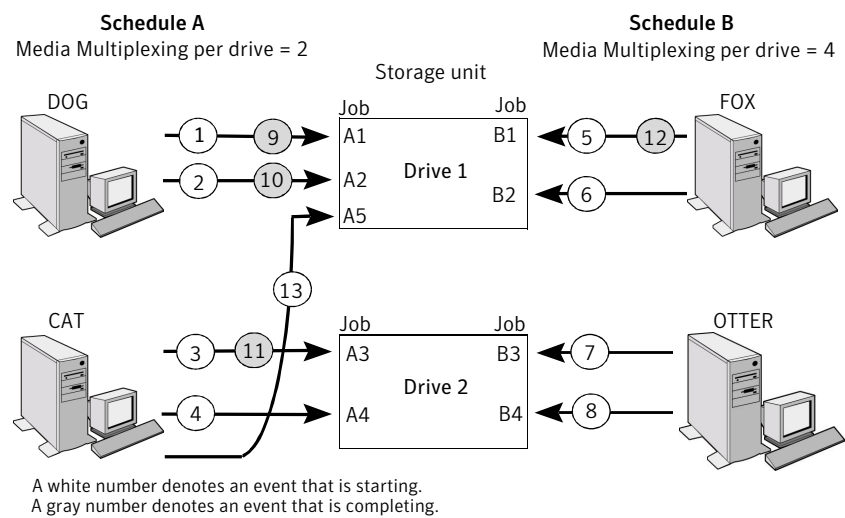 Schedule A
Media Multiplexing per drive = 2
Schedule B
Media Multiplexing per drive = 4
Storage unit
DOG
FOX
Job
Job
1
9
A1
B1
5
12
Drive 1
2
10
A2
B2
6
A5
13
CAT
OTTER
Job
Job
3
11
A3
B3
7
Drive 2
4
A4
B4
8
A white number denotes an event that is starting.
A gray number denotes an event that is completing.